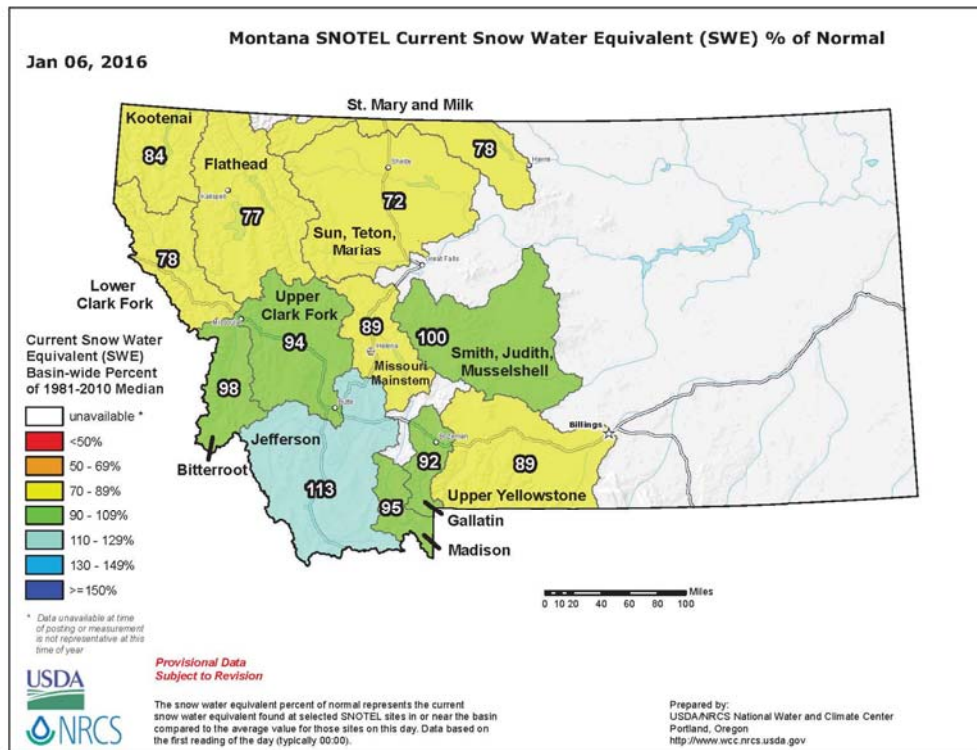 Montana SNOTEL Current Snow Water Equivalent (SWE) % of Normal
Jan 06, 2016
St. Mary and Milk
Kootenai
84
Flathead
77
Kalispell
Shelby
72
78
Havre
Sun, Teton,
Marias
78
Lower
Clark Fork
Great Falls
Upper
Clark Fork
94
Missoula
89
Helena
Missouri
Mainstem
100
Smith, Judith,
Musselshell
98
Bitterroot
Butte
Jefferson
113
Bozeman
92
95
Billings
89
Upper Yellowstone
Gallatin
Madison
Current Snow Water
Equivalent (SWE)
Basin-wide Percent
of 1981-2010 Median
unavailable *
<50%
50 - 69%
70 - 89%
90 - 109%
110 - 129%
130 - 149%
>=150%
* Data unavailable at time
of posting or measurement
is not representative at this
time of year
Miles
0 10 20 40 60 80 100
USDA
NRCS
Provisional Data
Subject to Revision
The snow water equivalent percent of normal represents the current
snow water equivalent found at selected SNOTEL sites in or near the basin
compared to the average value for those sites on this day. Data based on
the first reading of the day (typically 00:00).
Prepared by:
USDA/NRCS National Water and Climate Center
Portland, Oregon
http://www.wcc.nrcs.usda.gov